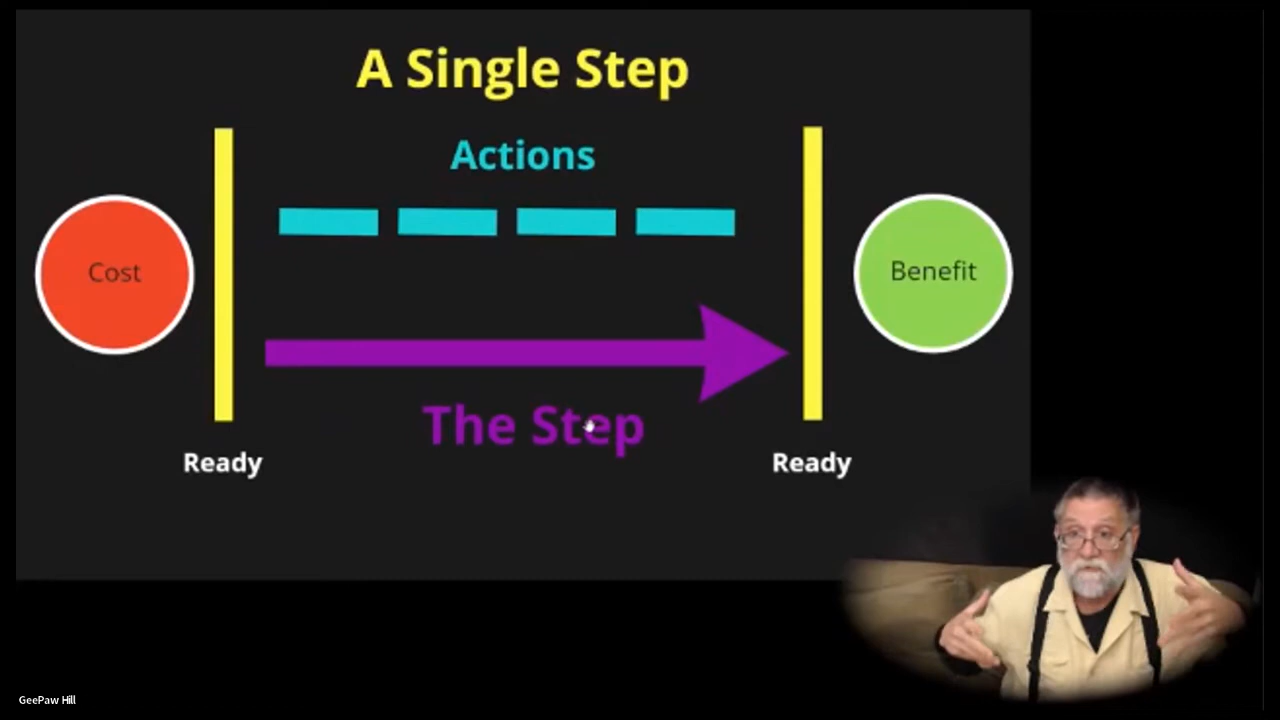 A Single Step
Actions
Cost
Benefit
The Step
Ready
Ready
GeePaw Hill